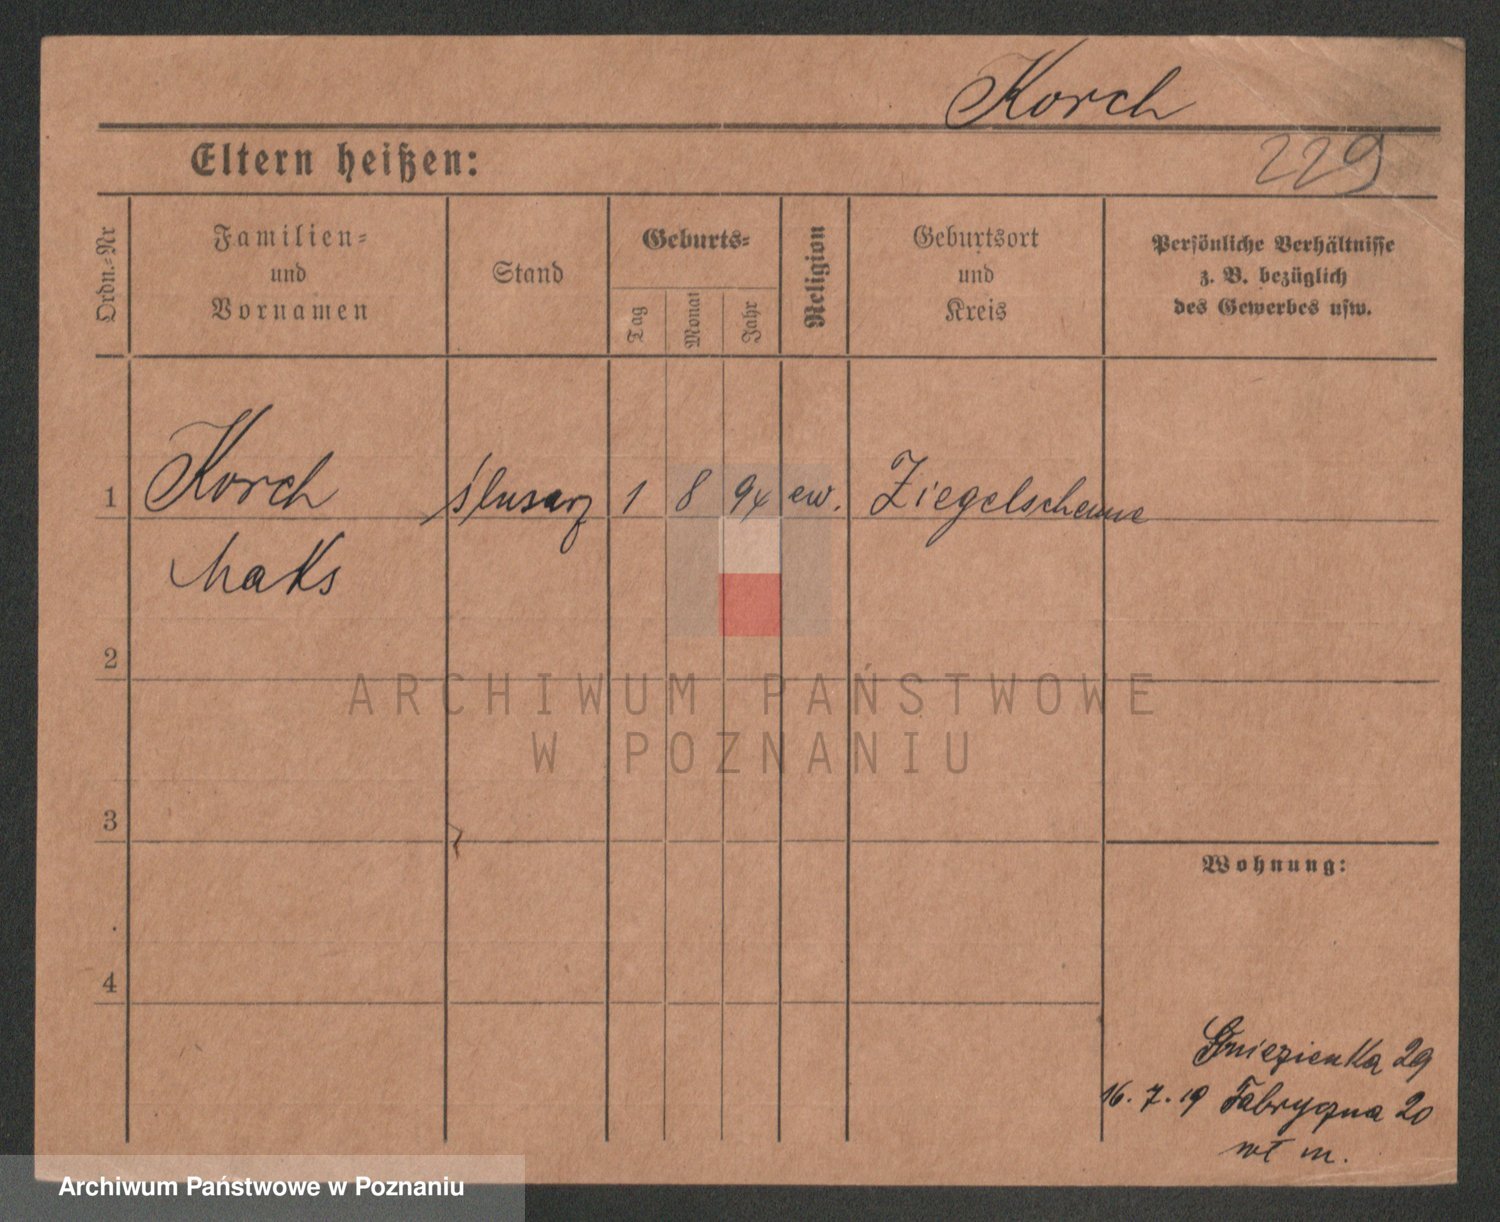 Korch
229
Eltern heißen:
Ordn.-Nr
Familien-
und
Vornamen
Stand
Geburts-
Tag
Monat
Jahr
Religion
Geburtsort
und
Kreis
Persönliche Verhältnisse
z. B. bezüglich
des Gewerbes usw.
1
Korch
ślusarz
1
8
94
ew.
Ziegelscheune
Maks
2
ARCHIWUM PAŃSTWOWE
W POZNANIU
3
Wohnung:
4
29
16. 7. 19 Fabryczna 20
wł m.
Archiwum Państwowe w Poznaniu